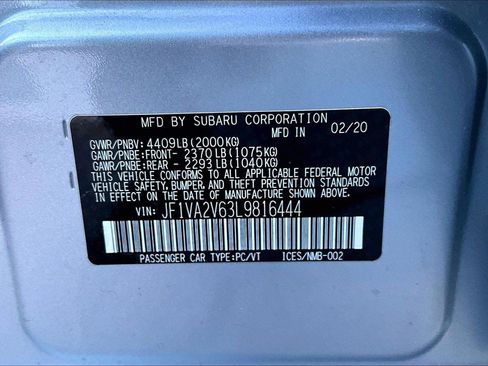 MFD BY SUBARU CORPORATION
MFD IN 02/20
GVWR/PNBV: 4409LB(2000KG)
GAWR/PNBE:FRONT- 2370LB(1075KG)
GAWR/PNBE:REAR - 2293LB(1040KG)
THIS VEHICLE CONFORMS TO ALL APPLICABLE FEDERAL MOTOR
VEHICLE SAFETY, BUMPER, AND THEFT PREVENTION STANDARDS
IN EFFECT ON THE DATE OF MANUFACTURE SHOWN ABOVE.
VIN: JF1VA2V63L9816444
PASSENGER CAR TYPE:PC/VT ICES/NMB-002